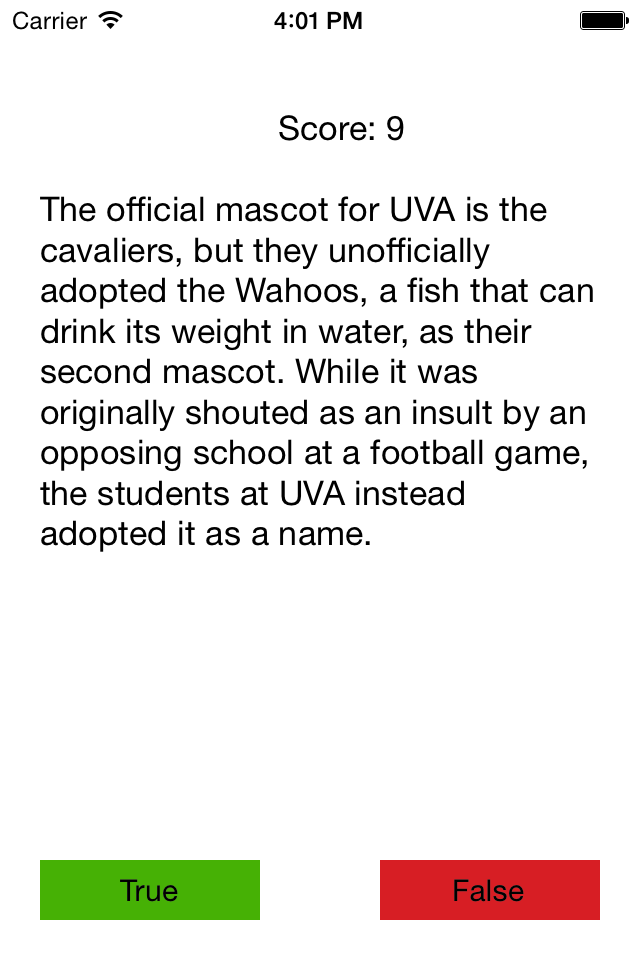 Carrier 4:01 PM
Score: 9
The official mascot for UVA is the
cavaliers, but they unofficially
adopted the Wahoos, a fish that can
drink its weight in water, as their
second mascot. While it was
originally shouted as an insult by an
opposing school at a football game,
the students at UVA instead
adopted it as a name.
True False